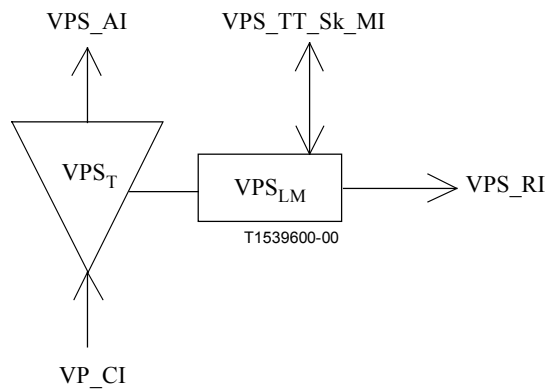 VPS_AI
VPS_TT_Sk_MI
VPS_T
VPS_LM
VPS_RI
T1539600-00
VP_CI